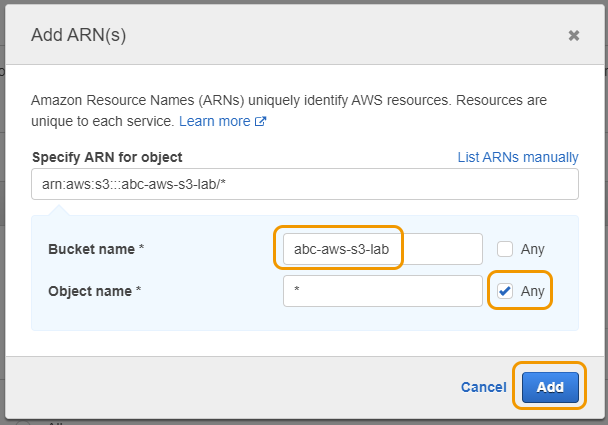 Add ARN(s)
Amazon Resource Names (ARNs) uniquely identify AWS resources. Resources are
unique to each service. Learn more
Specify ARN for object List ARNs manually
arn:aws:s3:::abc-aws-s3-lab/*
Bucket name * abc-aws-s3-lab Any
Object name * * Any
Cancel Add